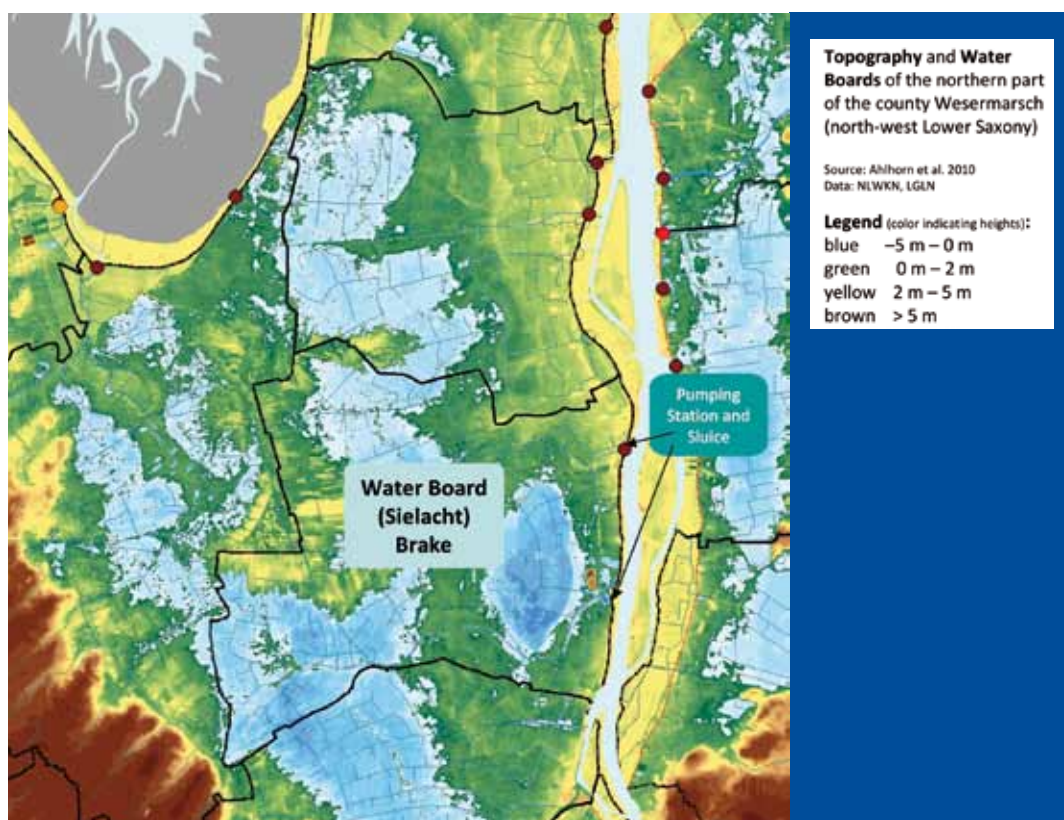 Topography and Water
Boards of the northern part
of the county Wesermarsch
(north-west Lower Saxony)
Source: Ahlhorn et al. 2010
Data: NLWKN, LGLN
Legend (color indicating heights):
blue –5 m – 0 m
green 0 m – 2 m
yellow 2 m – 5 m
brown > 5 m
Pumping
Station and
Sluice
Water Board
(Sielacht)
Brake